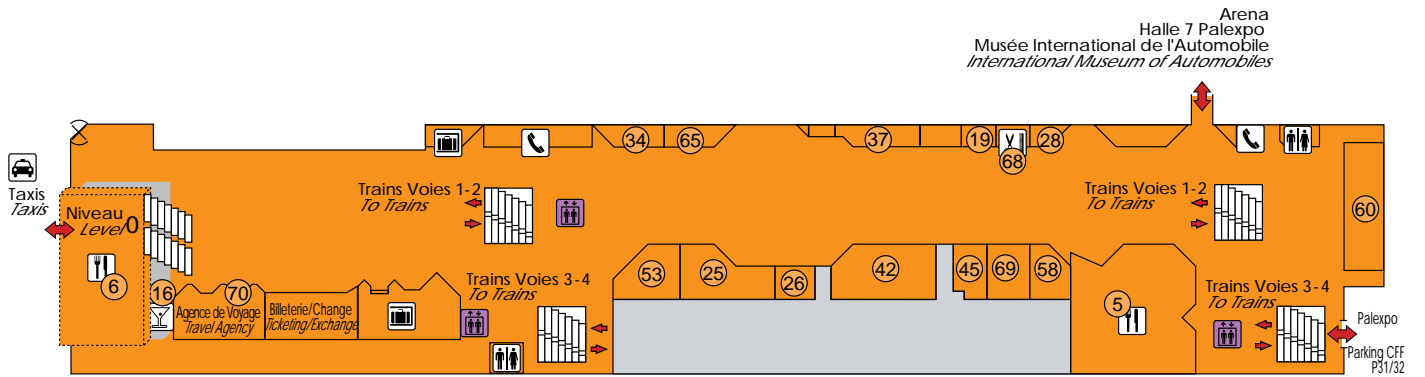 Arena
Halle 7 Palexpo
Musée International de l'Automobile
International Museum of Automobiles
34
65
37
19
68
28
Taxis
Taxis
Niveau
Level 0
6
16
70
Agence de Voyage
Travel Agency
Billeterie/Change
Ticketing/Exchange
Trains Voies 1-2
To Trains
Trains Voies 3-4
To Trains
53
25
26
42
45
69
58
5
Trains Voies 1-2
To Trains
60
Trains Voies 3-4
To Trains
Palexpo
Parking CFF
P31/32